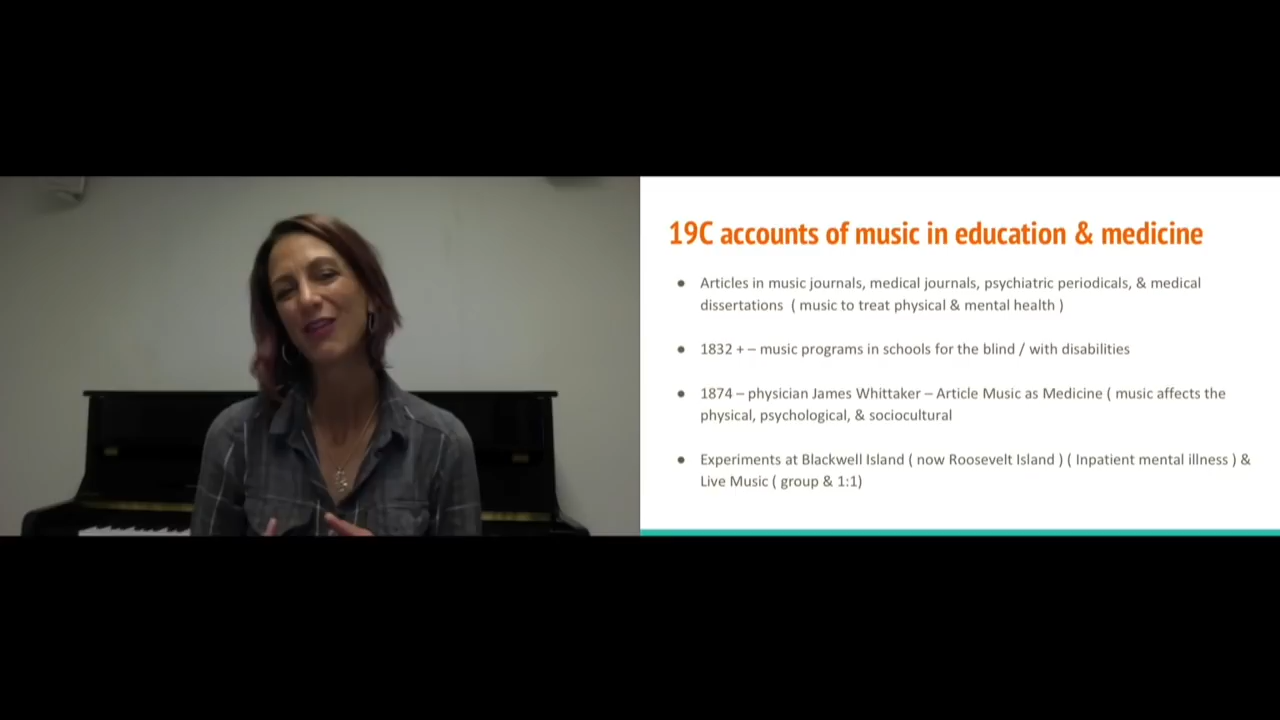 19C accounts of music in education & medicine
● Articles in music journals, medical journals, psychiatric periodicals, & medical
dissertations ( music to treat physical & mental health )
● 1832 + – music programs in schools for the blind / with disabilities
● 1874 – physician James Whittaker – Article Music as Medicine ( music affects the
physical, psychological, & sociocultural
● Experiments at Blackwell Island ( now Roosevelt Island ) ( Inpatient mental illness ) &
Live Music ( group & 1:1)